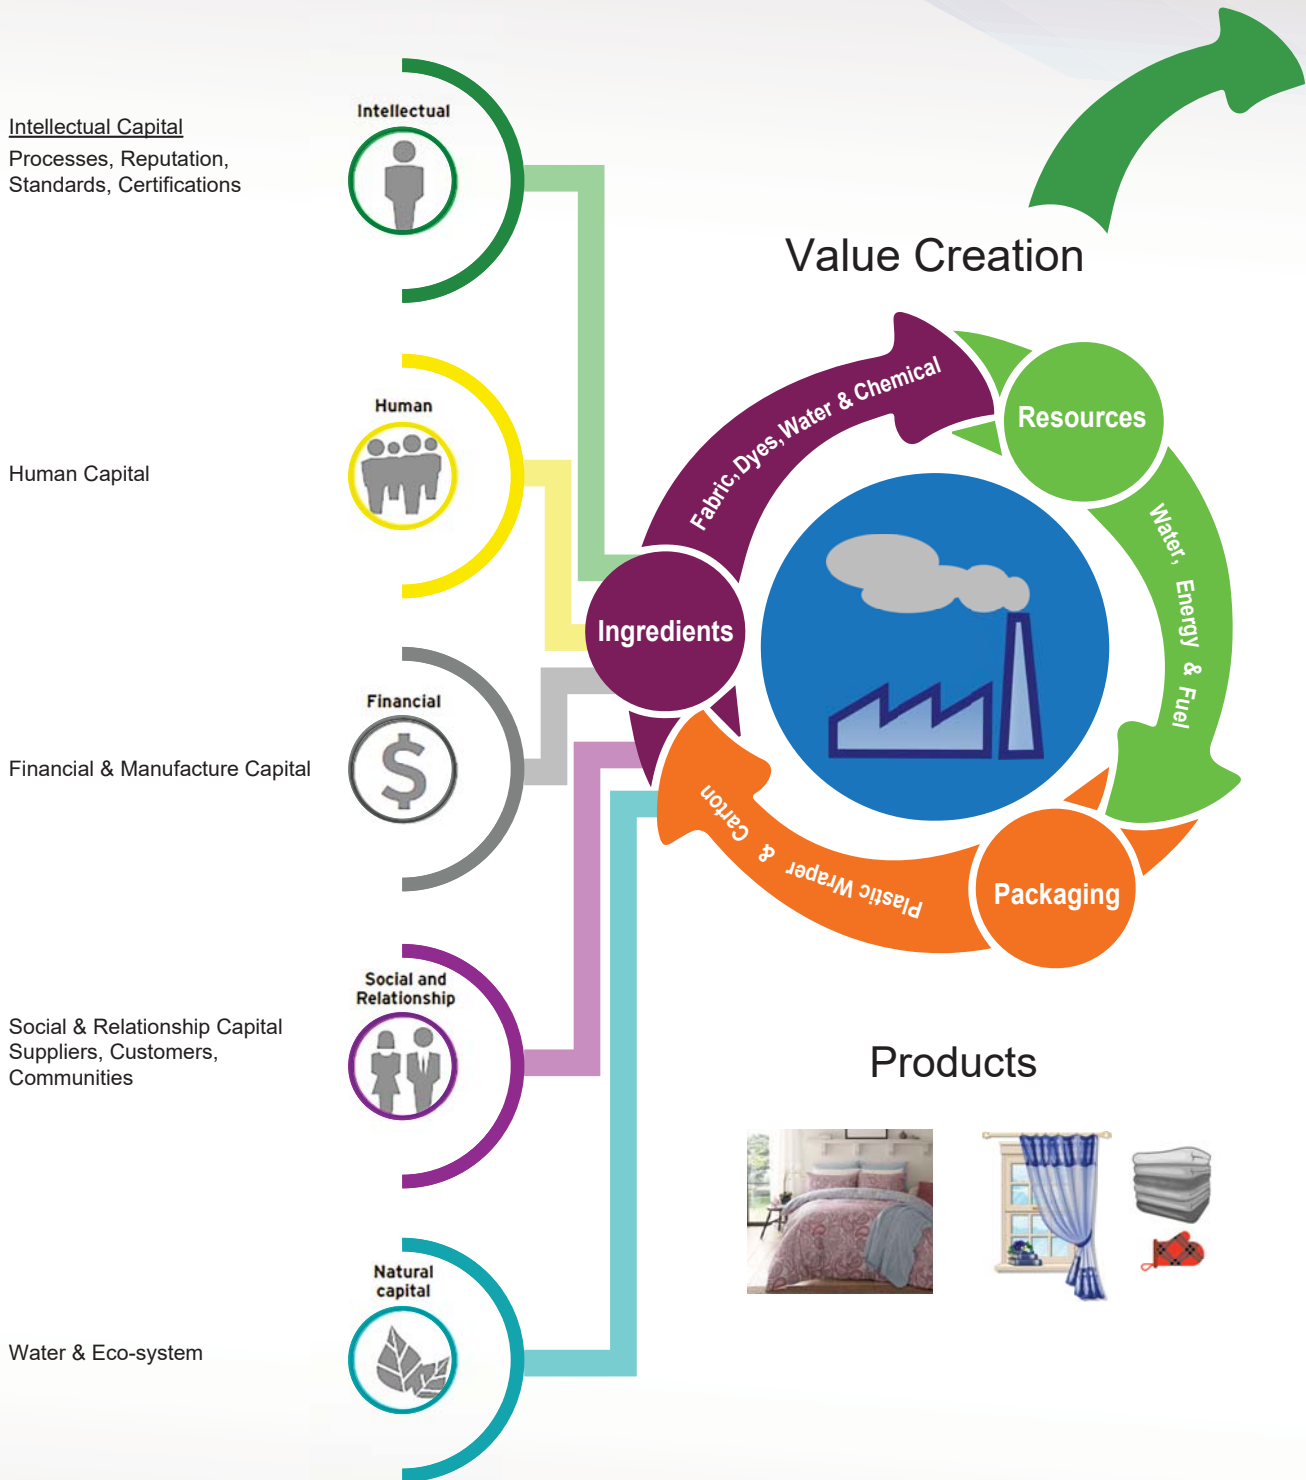 Intellectual Capital
Processes, Reputation,
Standards, Certifications
Intellectual
Human Capital
Human
Financial & Manufacture Capital
Financial
Social & Relationship Capital
Suppliers, Customers,
Communities
Social and
Relationship
Water & Eco-system
Natural
capital
Value Creation
Fabric, Dyes, Water & Chemical
Resources
Ingredients
Water, Energy & Fuel
Plastic Wraper & Carton
Packaging
Products